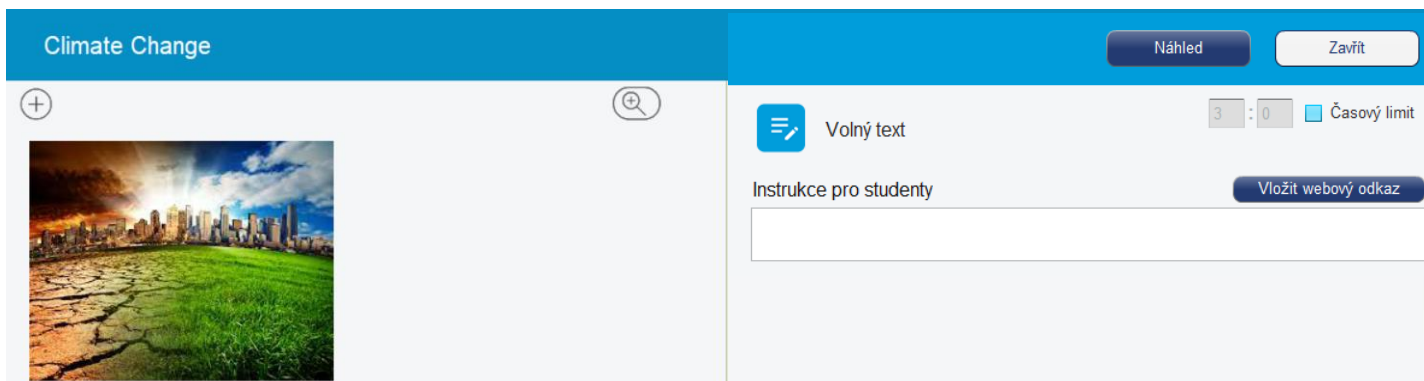 Climate Change
Náhled
Zavřít
3 : 0 Časový limit
Volný text
Instrukce pro studenty
Vložit webový odkaz